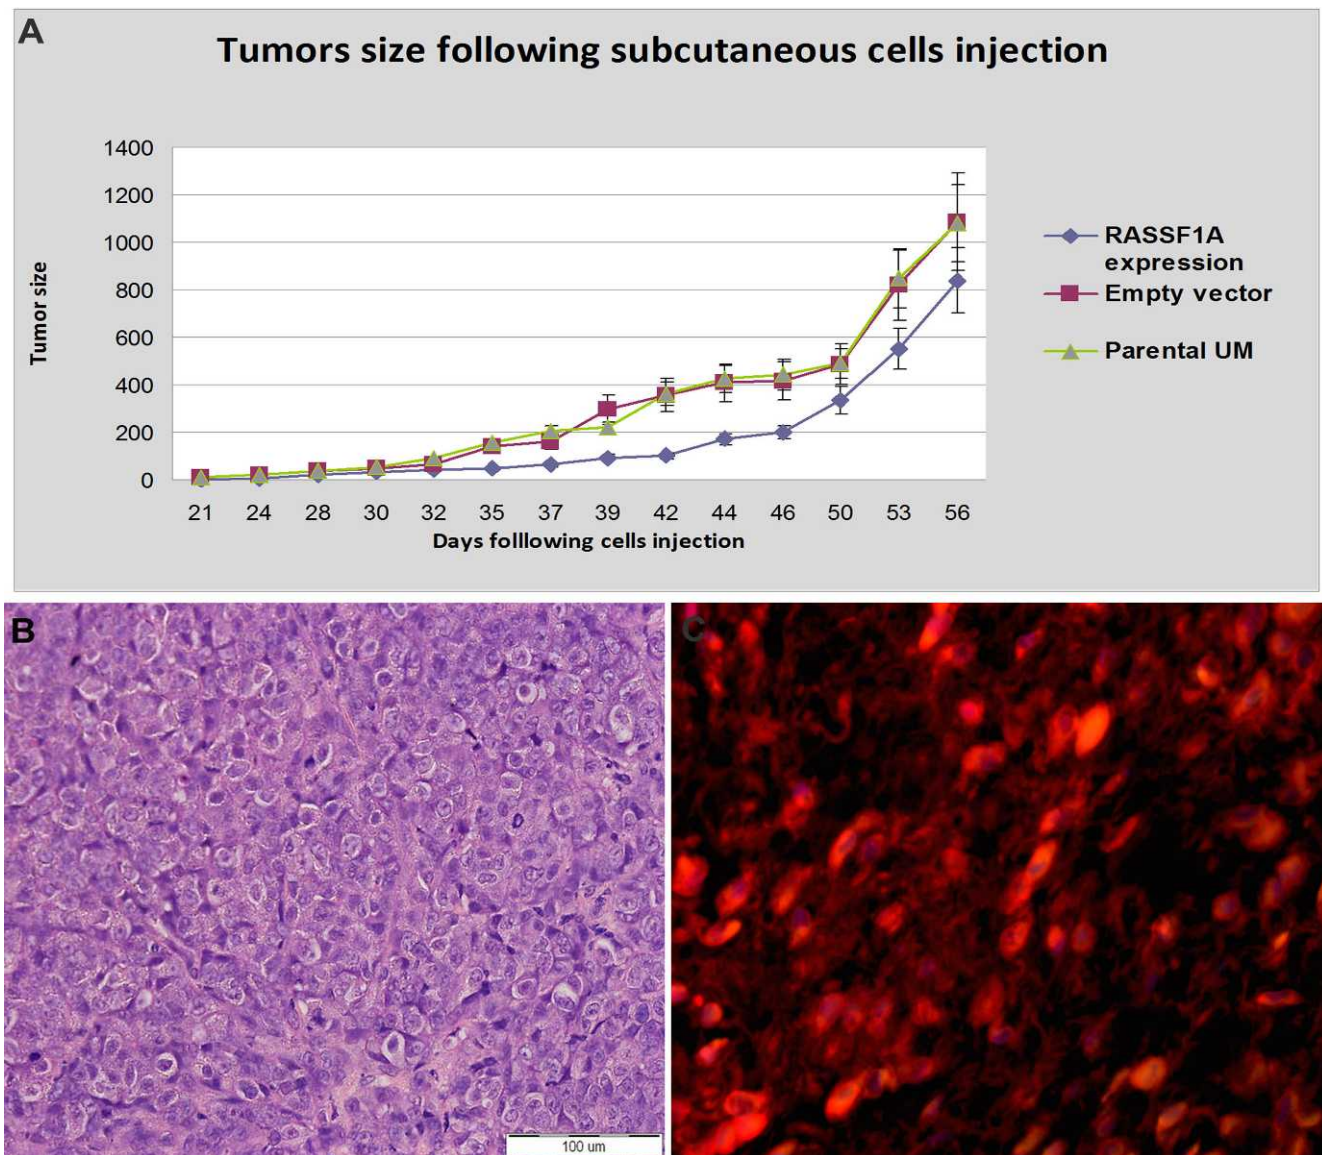 A
Tumors size following subcutaneous cells injection
1400
1200
1000
800
600
400
200
0
Tumor size
21 24 28 30 32 35 37 39 42 44 46 50 53 56
Days folllowing cells injection
RASSF1A
expression
Empty vector
Parental UM
B
C
100 um